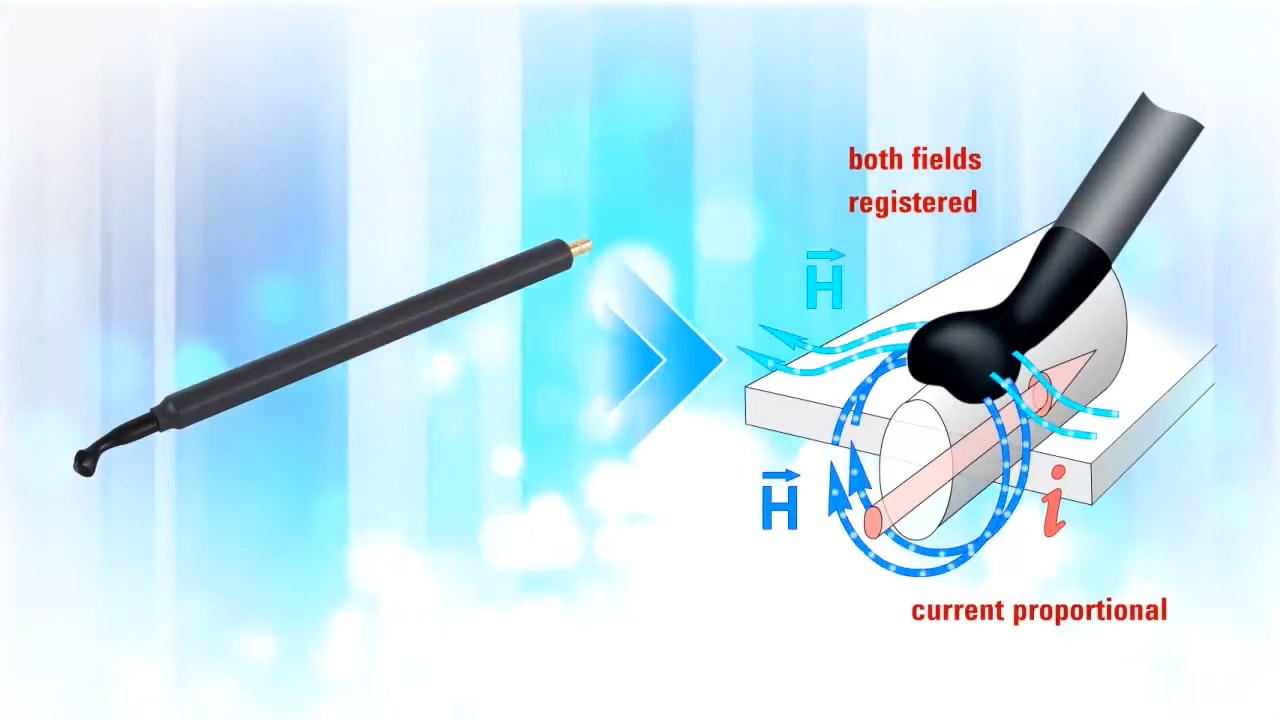 both fields
registered
H
H
i
current proportional